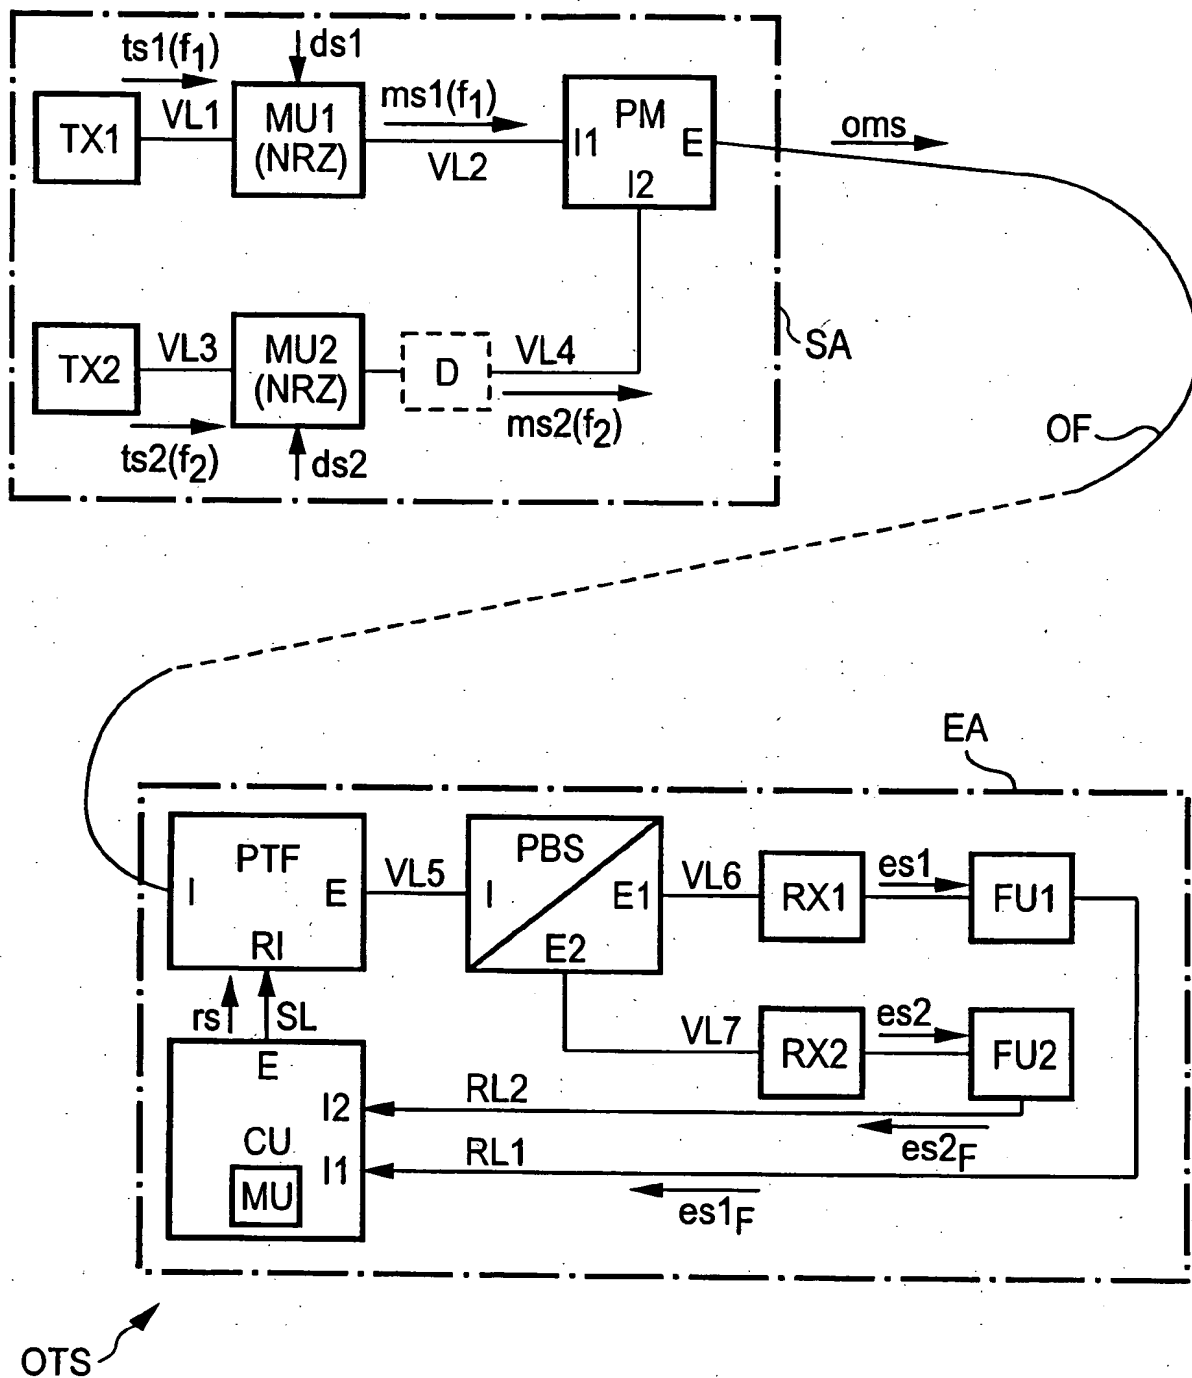 ts1(f1)
ds1
TX1
VL1
MU1
(NRZ)
ms1(f1)
VL2
PM
I1
E
I2
oms
TX2
VL3
MU2
(NRZ)
D
VL4
ts2(f2)
ds2
ms2(f2)
SA
OF
EA
PTF
I
E
RI
VL5
PBS
I
E1
E2
VL6
RX1
es1
FU1
rs
SL
VL7
RX2
es2
FU2
E
I2
CU
I1
MU
RL2
es2F
RL1
es1F
OTS